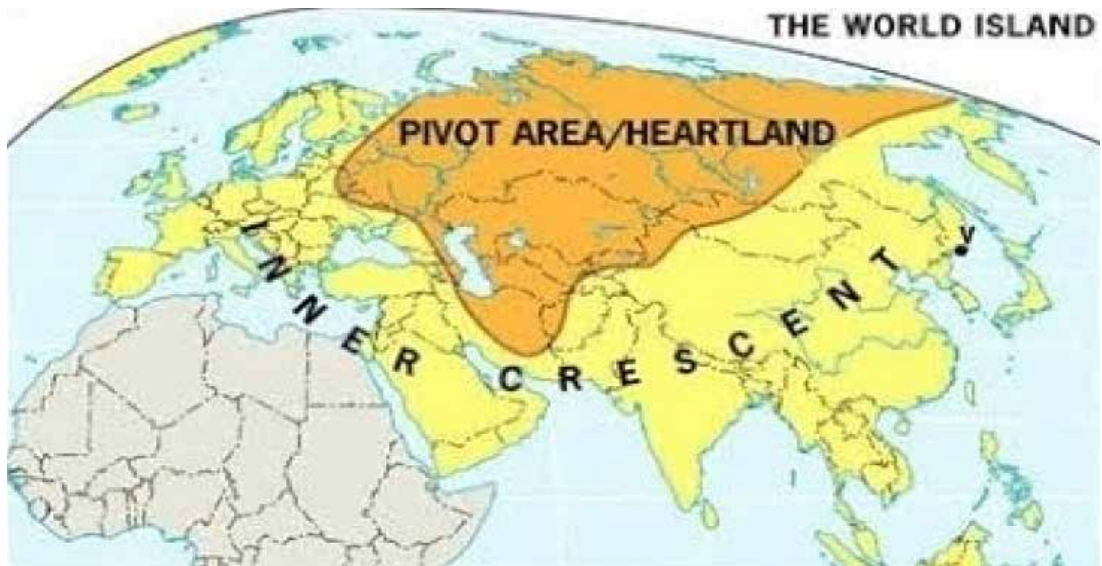 THE WORLD ISLAND
PIVOT AREA/HEARTLAND
INNER CRESCENT
V